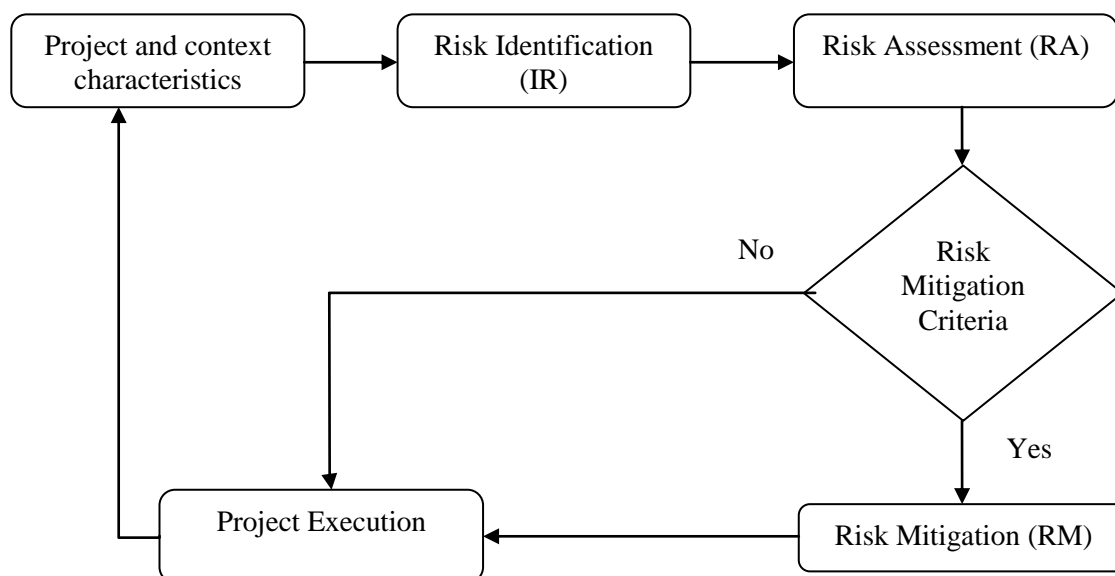 Project and context
characteristics
Risk Identification
(IR)
Risk Assessment (RA)
No
Risk
Mitigation
Criteria
Yes
Project Execution
Risk Mitigation (RM)